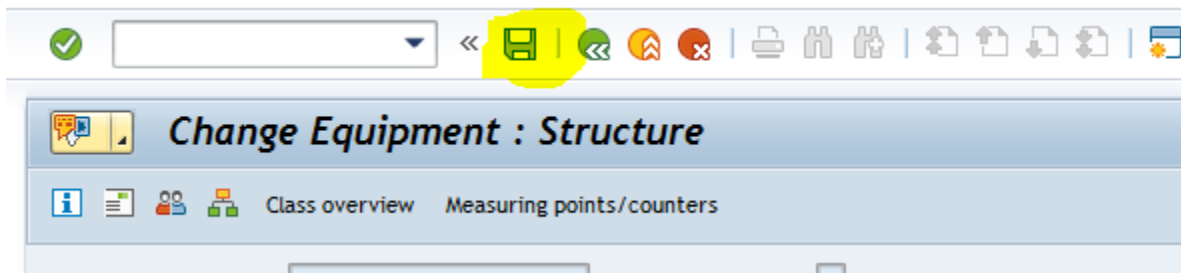 Change Equipment : Structure
Class overview Measuring points/counters